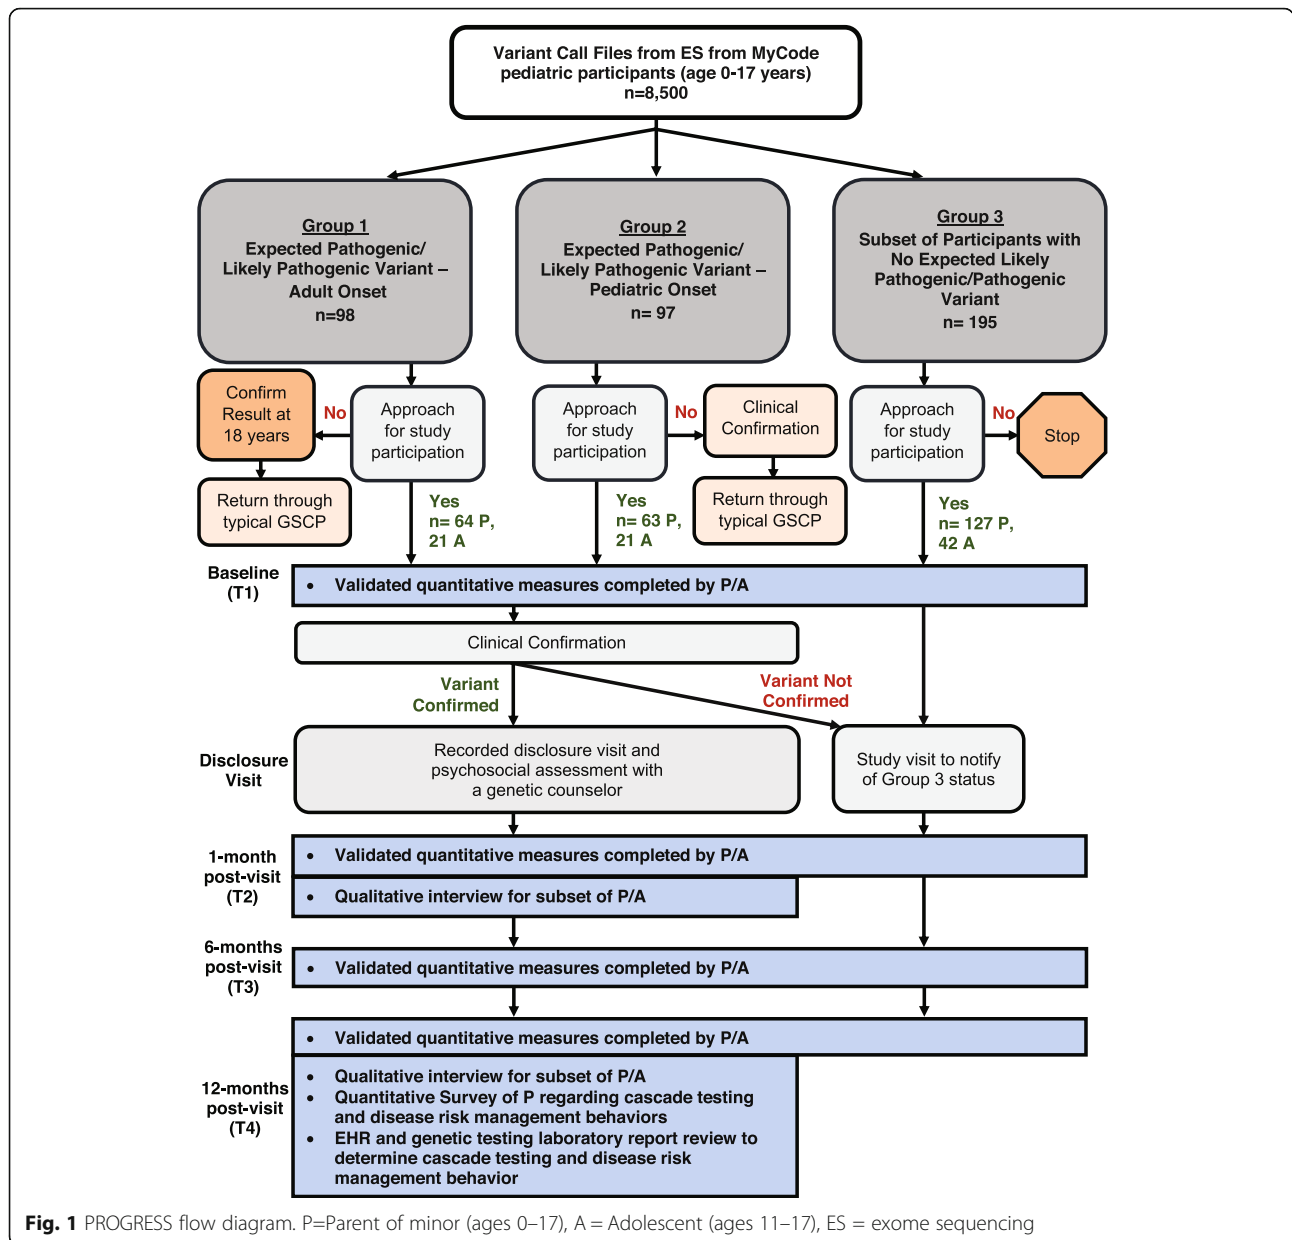 Variant Call Files from ES from MyCode
pediatric participants (age 0-17 years)
n=8,500
Group 1
Expected Pathogenic/
Likely Pathogenic Variant –
Adult Onset
n=98
Group 2
Expected Pathogenic/
Likely Pathogenic Variant –
Pediatric Onset
n= 97
Group 3
Subset of Participants with
No Expected Likely
Pathogenic/Pathogenic
Variant
n= 195
Confirm
Result at
18 years
No
Approach
for study
participation
Return through
typical GSCP
Yes
n= 64 P,
21 A
Approach
for study
participation
No
Clinical
Confirmation
Return through
typical GSCP
Yes
n= 63 P,
21 A
Approach
for study
participation
No
Stop
Yes
n= 127 P,
42 A
Baseline
(T1)
• Validated quantitative measures completed by P/A
Clinical Confirmation
Variant
Confirmed
Variant Not
Confirmed
Disclosure
Visit
Recorded disclosure visit and
psychosocial assessment with
a genetic counselor
Study visit to notify
of Group 3 status
1-month
post-visit
(T2)
• Validated quantitative measures completed by P/A
• Qualitative interview for subset of P/A
6-months
post-visit
(T3)
• Validated quantitative measures completed by P/A
12-months
post-visit
(T4)
• Validated quantitative measures completed by P/A
• Qualitative interview for subset of P/A
• Quantitative Survey of P regarding cascade testing
and disease risk management behaviors
• EHR and genetic testing laboratory report review to
determine cascade testing and disease risk
management behavior
Fig. 1 PROGRESS flow diagram. P=Parent of minor (ages 0–17), A = Adolescent (ages 11–17), ES = exome sequencing